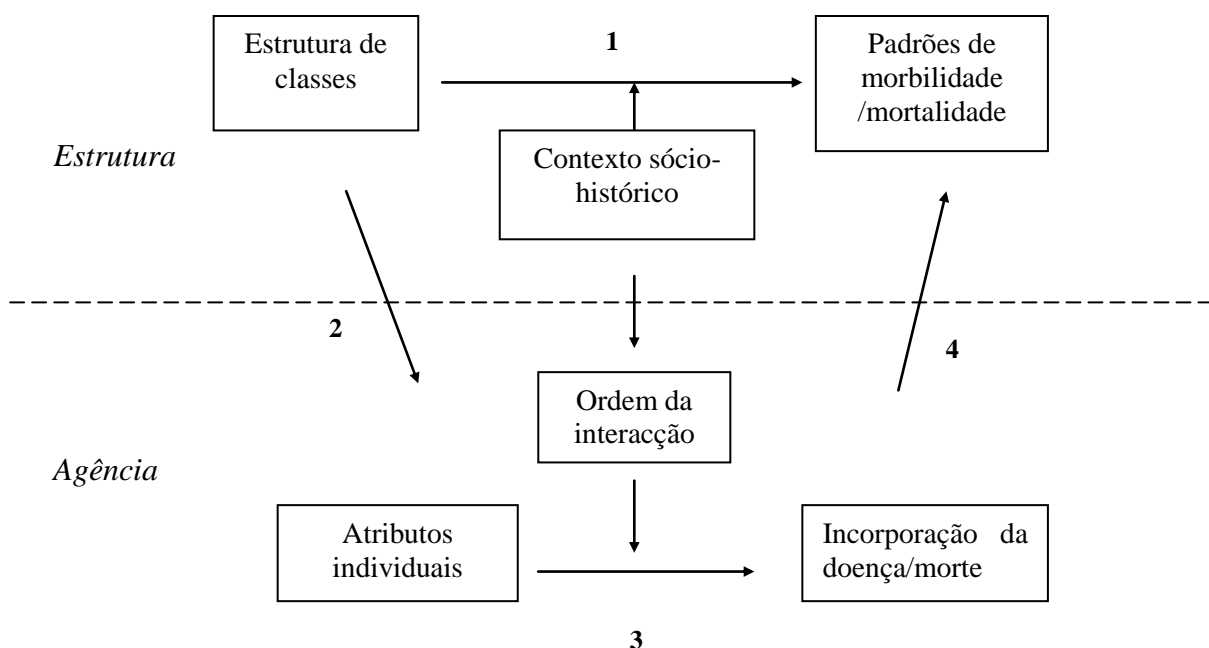 Estrutura de
classes
1
Padrões de
morbilidade
/mortalidade
Estrutura
Contexto sócio-
histórico
2
4
Ordem da
interacção
Agência
Atributos
individuais
Incorporação da
doença/morte
3